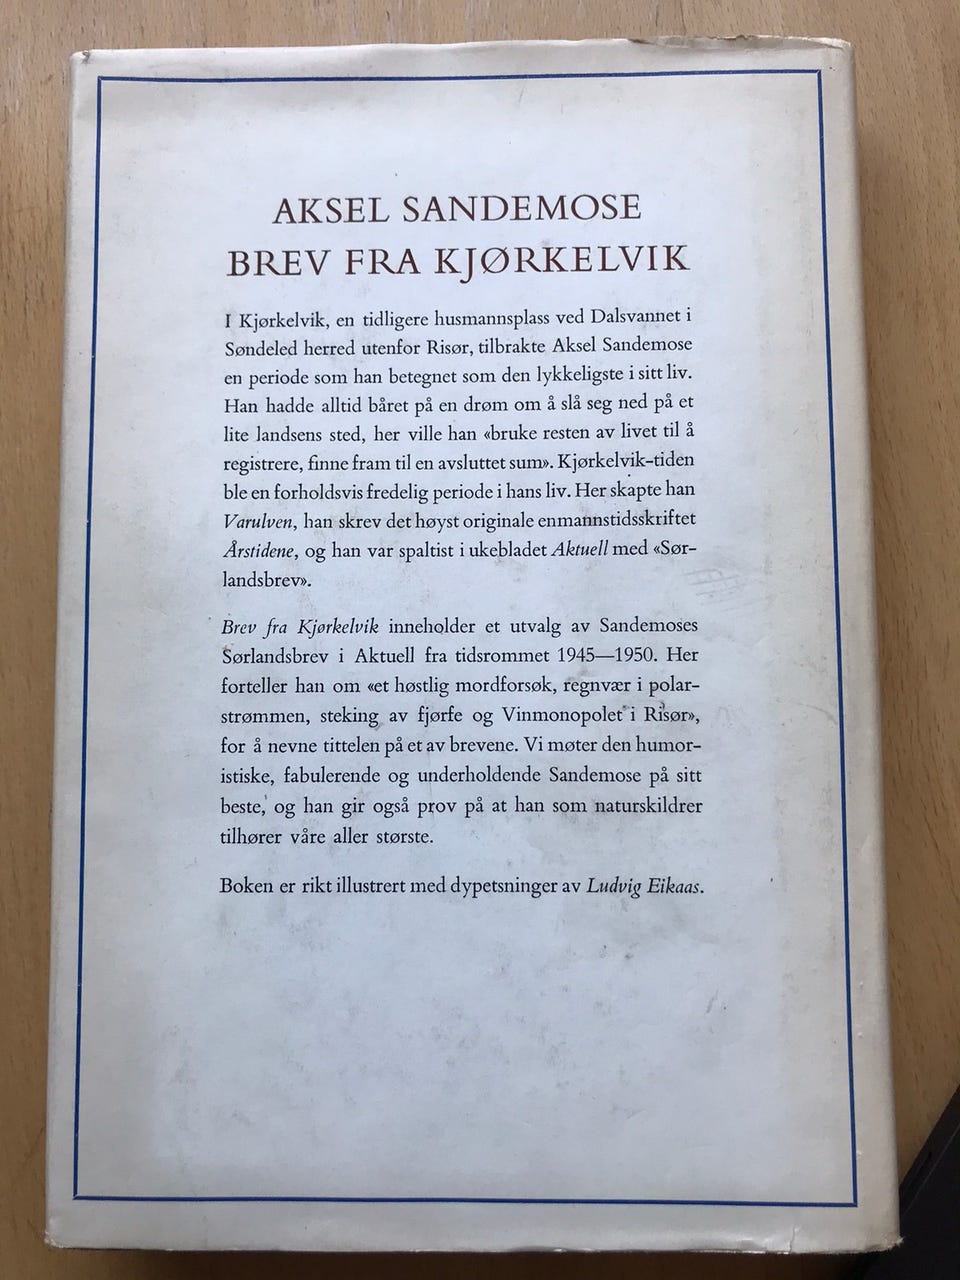 AKSEL SANDEMOSE
BREV FRA KJØRKELVIK
I Kjørkelvik, en tidligere husmannsplass ved Dalsvannet i
Søndeled herred utenfor Risør, tilbrakte Aksel Sandemose
en periode som han betegnet som den lykkeligste i sitt liv.
Han hadde alltid båret på en drøm om å slå seg ned på et
lite landsens sted, her ville han «bruke resten av livet til å
registrere, finne fram til en avsluttet sum». Kjørkelvik-tiden
ble en forholdsvis fredelig periode i hans liv. Her skapte han
Varulven, han skrev det høyst originale enmannstidsskriftet
Årstidene, og han var spaltist i ukebladet Aktuell med «Sør-
landsbrev».
Brev fra Kjørkelvik inneholder et utvalg av Sandemoses
Sørlandsbrev i Aktuell fra tidsrommet 1945—1950. Her
forteller han om «et høstlig mordforsøk, regnvær i polar-
strømmen, steking av fjørfe og Vinmonopolet i Risør»,
for å nevne tittelen på et av brevene. Vi møter den humor-
istiske, fabulerende og underholdende Sandemose på sitt
beste, og han gir også prov på at han som naturskildrer
tilhører våre aller største.
Boken er rikt illustrert med dypetsninger av Ludvig Eikaas.